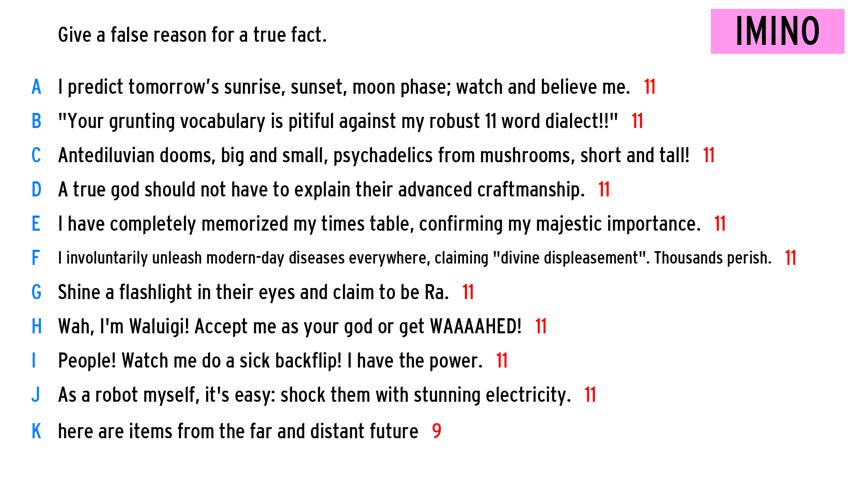 Give a false reason for a true fact.
IMINO
A I predict tomorrow's sunrise, sunset, moon phase; watch and believe me. 11
B "Your grunting vocabulary is pitiful against my robust 11 word dialect!!" 11
C Antediluvian dooms, big and small, psychadelics from mushrooms, short and tall! 11
D A true god should not have to explain their advanced craftmanship. 11
E I have completely memorized my times table, confirming my majestic importance. 11
F I involuntarily unleash modern-day diseases everywhere, claiming "divine displeasement". Thousands perish. 11
G Shine a flashlight in their eyes and claim to be Ra. 11
H Wah, I'm Waluigi! Accept me as your god or get WAAAAHED! 11
I People! Watch me do a sick backflip! I have the power. 11
J As a robot myself, it's easy: shock them with stunning electricity. 11
K here are items from the far and distant future 9